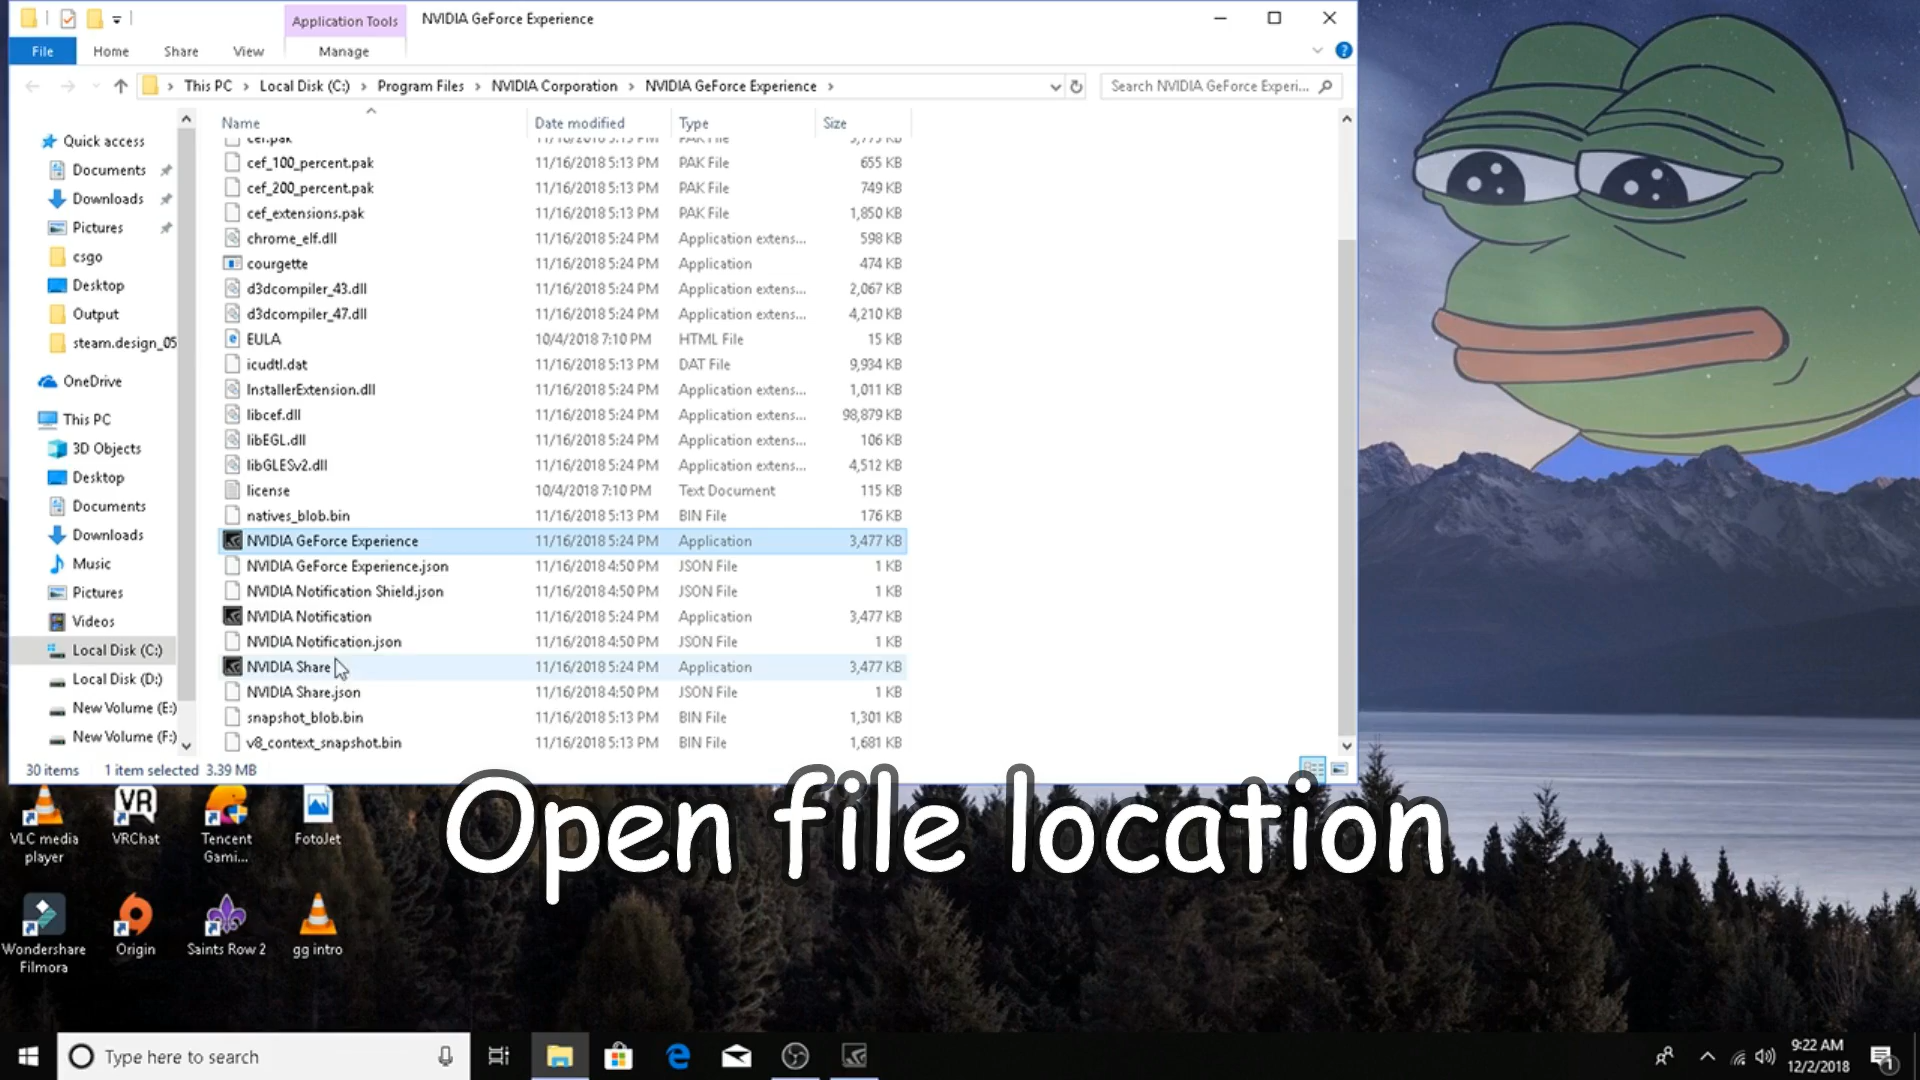 Application Tools
NVIDIA GeForce Experience
File
Home
Share
View
Manage
This PC > Local Disk (C:) > Program Files > NVIDIA Corporation > NVIDIA GeForce Experience >
Search NVIDIA GeForce Experi...
Name
Date modified
Type
Size
Quick access
Documents
Downloads
Pictures
csgo
Desktop
Output
steam.design_05
OneDrive
This PC
3D Objects
Desktop
Documents
Downloads
Music
Pictures
Videos
Local Disk (C:)
Local Disk (D:)
New Volume (E:)
New Volume (F:)
cef.pak 11/16/2018 5:13 PM PAK File
cef_100_percent.pak 11/16/2018 5:13 PM PAK File 655 KB
cef_200_percent.pak 11/16/2018 5:13 PM PAK File 749 KB
cef_extensions.pak 11/16/2018 5:13 PM PAK File 1,850 KB
chrome_elf.dll 11/16/2018 5:24 PM Application extens... 598 KB
courgette 11/16/2018 5:24 PM Application 474 KB
d3dcompiler_43.dll 11/16/2018 5:24 PM Application extens... 2,067 KB
d3dcompiler_47.dll 11/16/2018 5:24 PM Application extens... 4,210 KB
EULA 10/4/2018 7:10 PM HTML File 15 KB
icudtl.dat 11/16/2018 5:13 PM DAT File 9,934 KB
InstallerExtension.dll 11/16/2018 5:24 PM Application extens... 1,011 KB
libcef.dll 11/16/2018 5:24 PM Application extens... 98,879 KB
libEGL.dll 11/16/2018 5:24 PM Application extens... 106 KB
libGLESv2.dll 11/16/2018 5:24 PM Application extens... 4,512 KB
license 10/4/2018 7:10 PM Text Document 115 KB
natives_blob.bin 11/16/2018 5:13 PM BIN File 176 KB
NVIDIA GeForce Experience 11/16/2018 5:24 PM Application 3,477 KB
NVIDIA GeForce Experience.json 11/16/2018 4:50 PM JSON File 1 KB
NVIDIA Notification Shield.json 11/16/2018 4:50 PM JSON File 1 KB
NVIDIA Notification 11/16/2018 5:24 PM Application 3,477 KB
NVIDIA Notification.json 11/16/2018 4:50 PM JSON File 1 KB
NVIDIA Share 11/16/2018 5:24 PM Application 3,477 KB
NVIDIA Share.json 11/16/2018 4:50 PM JSON File 1 KB
snapshot_blob.bin 11/16/2018 5:13 PM BIN File 1,301 KB
v8_context_snapshot.bin 11/16/2018 5:13 PM BIN File 1,681 KB
30 items 1 item selected 3.39 MB
Open file location
VLC media
player
VR
VRChat
Tencent
Gami...
FotoJet
Wondershare
Filmora
Origin
Saints Row 2
gg intro
Type here to search
9:22 AM
12/2/2018
1